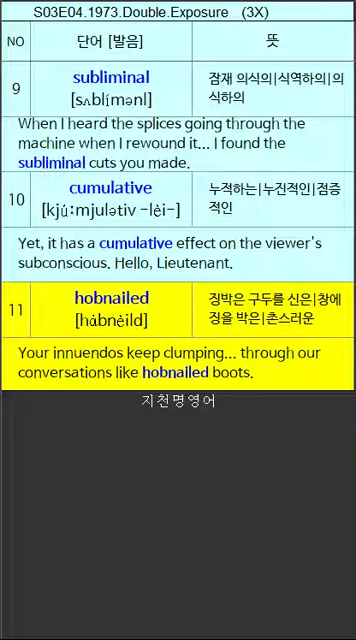 S03E04.1973.Double.Exposure (3X)
NO 단어 [발음] 뜻
9 subliminal 잠재 의식의|식역하의|의
[sʌblímənl] 식하의
When I heard the splices going through the
machine when I rewound it... I found the
subliminal cuts you made.
10 cumulative 누적하는|누진적인|점증
[kjúːmjulətiv -lèi-] 적인
Yet, it has a cumulative effect on the viewer's
subconscious. Hello, Lieutenant.
11 hobnailed 징박은 구두를 신은|창에
[hɑ́bnèild] 징을 박은|촌스러운
Your innuendos keep clumping... through our
conversations like hobnailed boots.
지천명영어